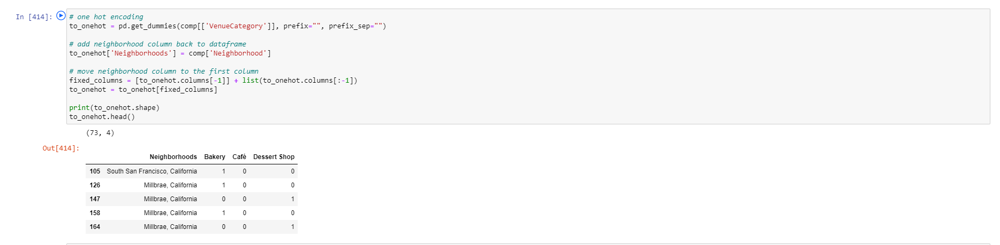 In [414]:
# one hot encoding
to_onehot = pd.get_dummies(comp[['VenueCategory']], prefix="", prefix_sep="")
# add neighborhood column back to dataframe
to_onehot['Neighborhoods'] = comp['Neighborhood']
# move neighborhood column to the first column
fixed_columns = [to_onehot.columns[-1]] + list(to_onehot.columns[:-1])
to_onehot = to_onehot[fixed_columns]
print(to_onehot.shape)
to_onehot.head()
(73, 4)
Out[414]:
Neighborhoods Bakery Café Dessert Shop
105 South San Francisco, California 1 0 0
126 Millbrae, California 1 0 0
147 Millbrae, California 0 0 1
158 Millbrae, California 1 0 0
164 Millbrae, California 0 0 1